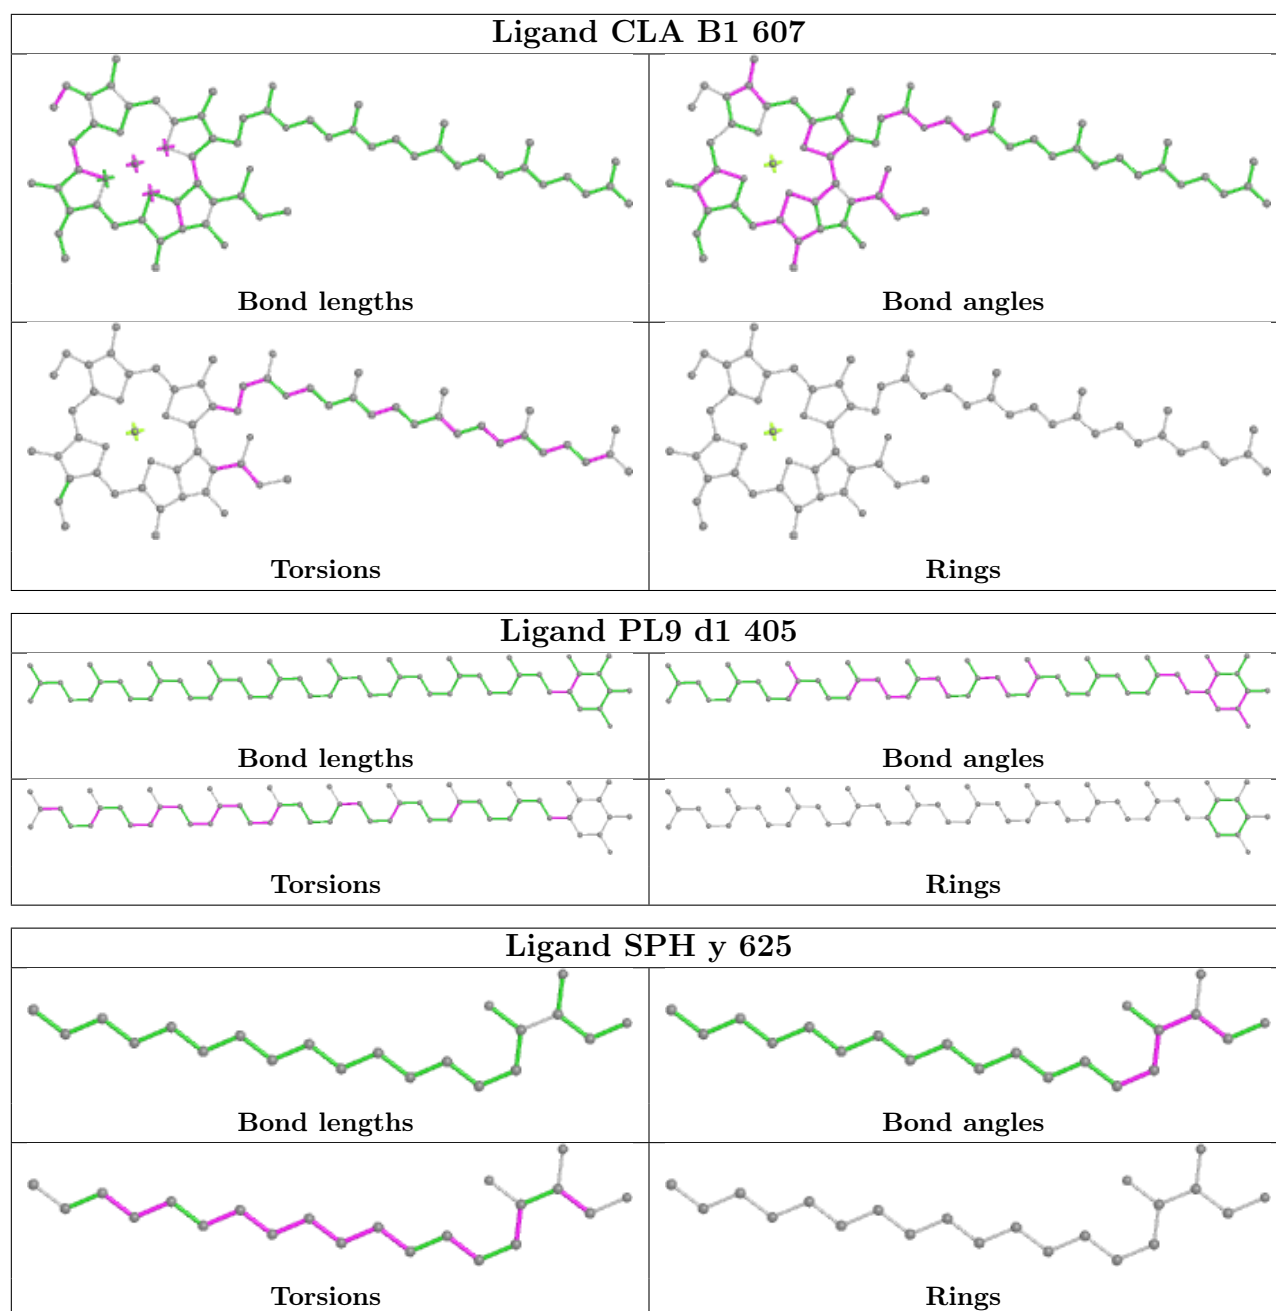 Ligand CLA B1 607
Bond lengths
Bond angles
Torsions
Rings
Ligand PL9 d1 405
Bond lengths
Bond angles
Torsions
Rings
Ligand SPH y 625
Bond lengths
Bond angles
Torsions
Rings